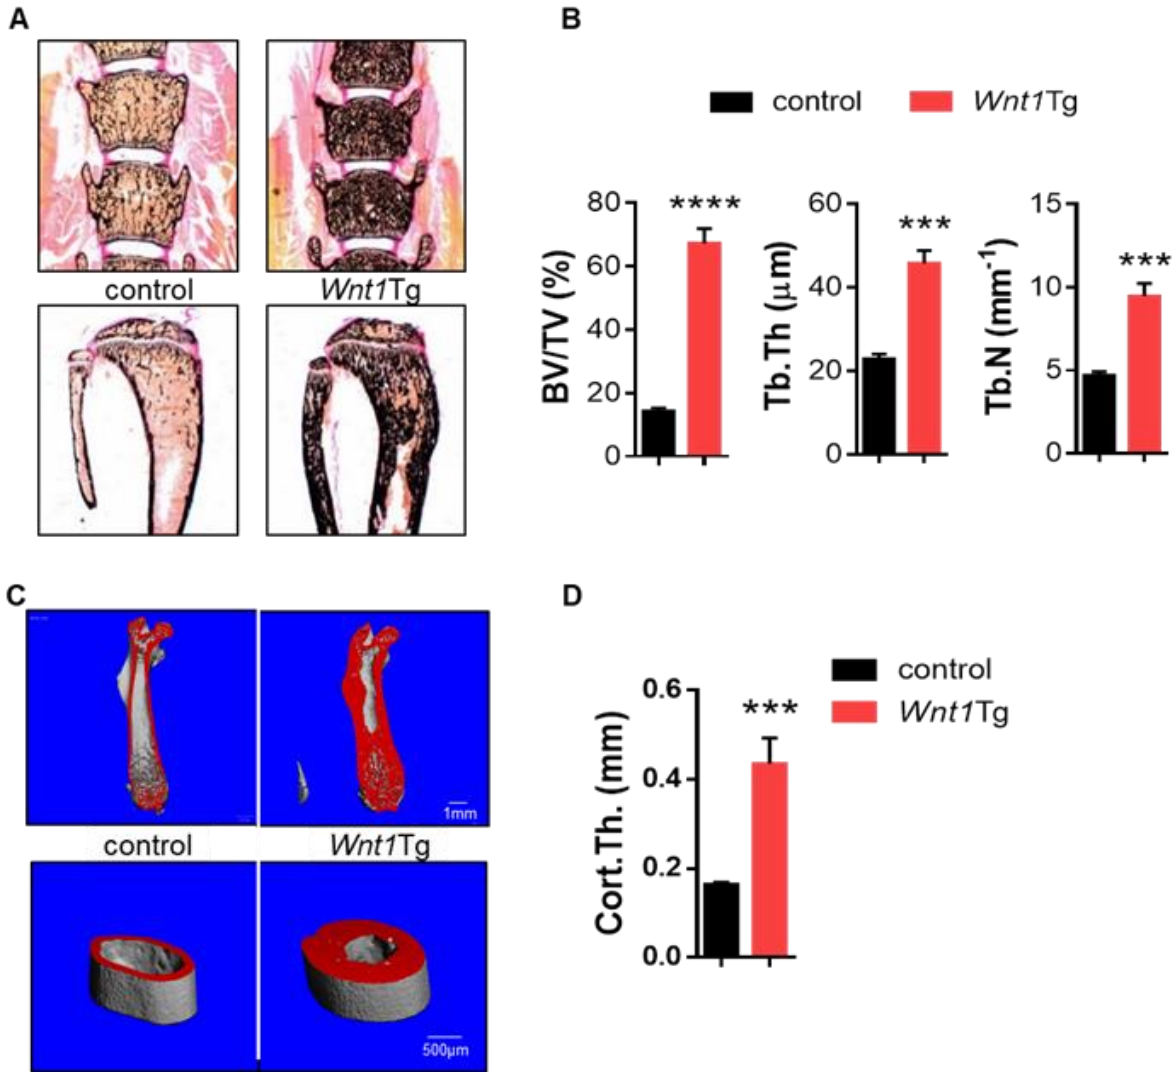 A
B
control
Wnt1Tg
control
Wnt1Tg
BV/TV (%)
80
60
40
20
0
****
Tb.Th (μm)
60
40
20
0
***
Tb.N (mm-1)
15
10
5
0
***
C
D
1mm
control
Wnt1Tg
500μm
control
Wnt1Tg
Cort.Th. (mm)
0.6
0.4
0.2
0.0
***